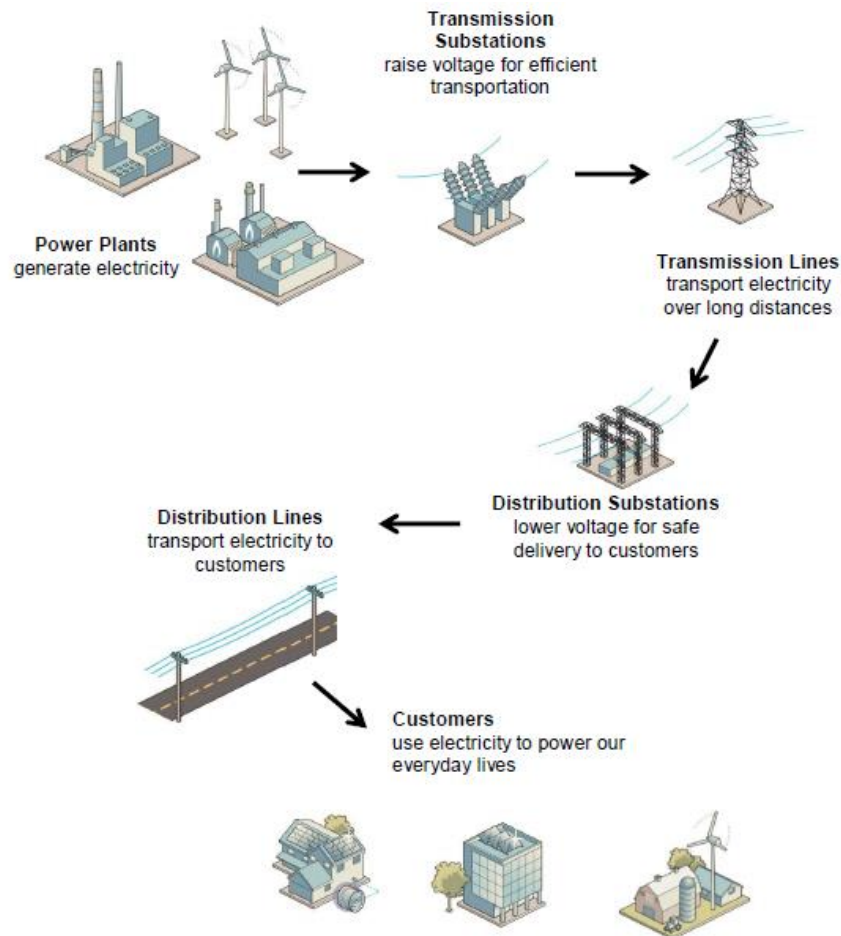 Transmission
Substations
raise voltage for efficient
transportation
Power Plants
generate electricity
Transmission Lines
transport electricity
over long distances
Distribution Substations
lower voltage for safe
delivery to customers
Distribution Lines
transport electricity to
customers
Customers
use electricity to power our
everyday lives